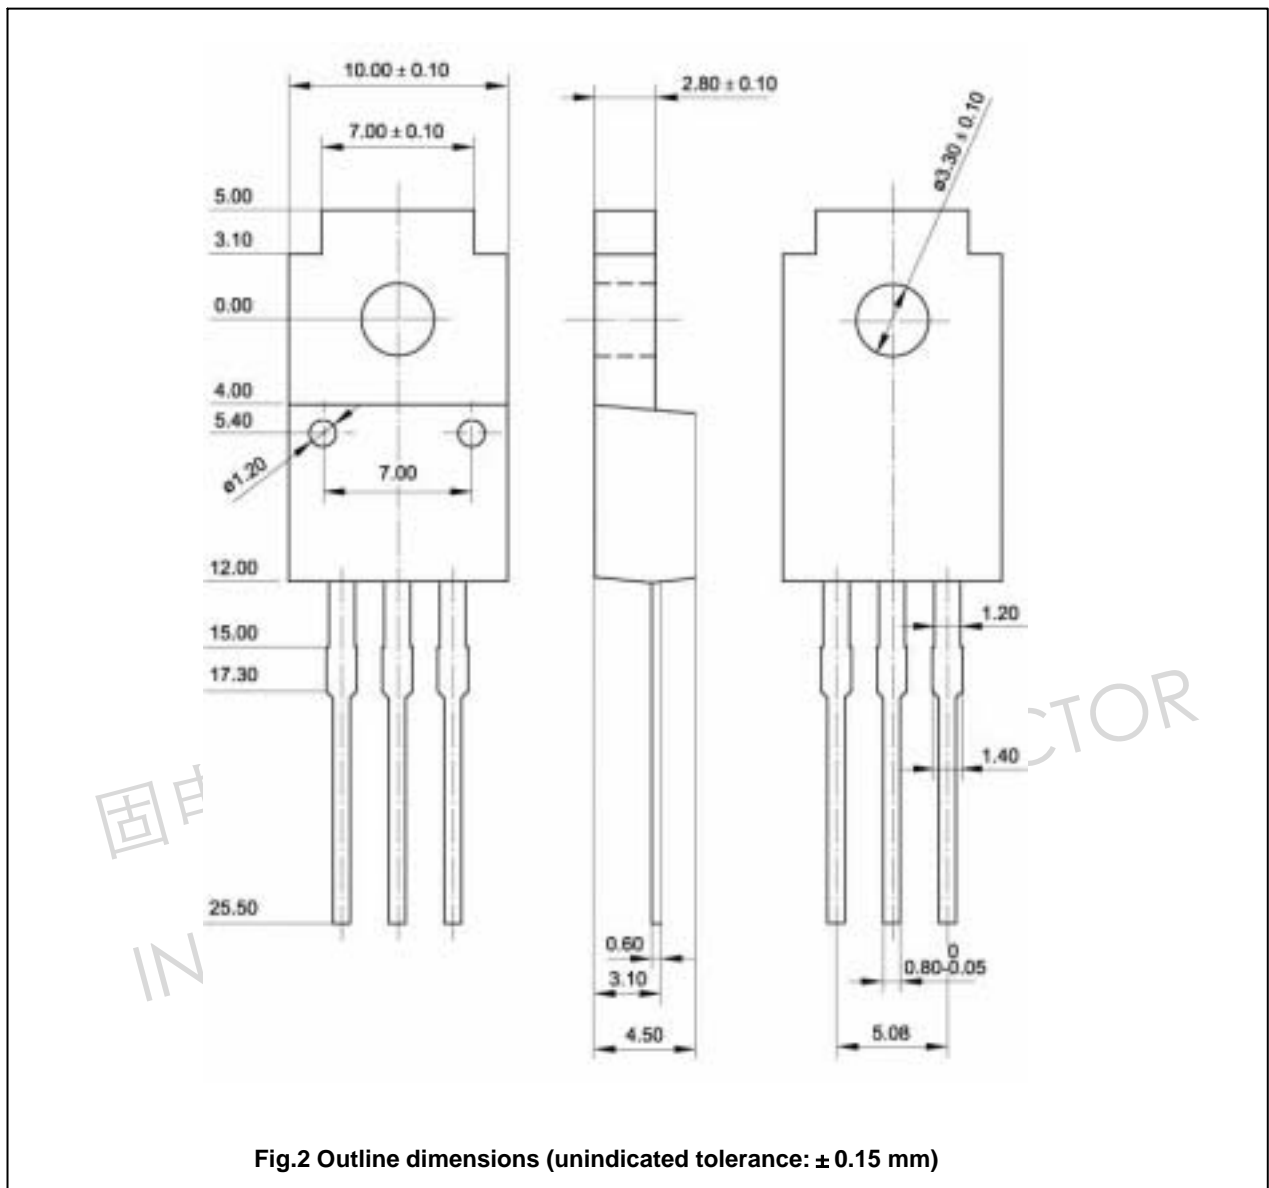 10.00 ± 0.10
2.80 ± 0.10
ø3.30 ± 0.10
7.00 ± 0.10
5.00
3.10
0.00
4.00
5.40
ø1.20
7.00
12.00
1.20
15.00
17.30
1.40
25.50
0.60
0
0.80-0.05
3.10
4.50
5.08
固
IN
CTOR
Fig.2 Outline dimensions (unindicated tolerance: ± 0.15 mm)